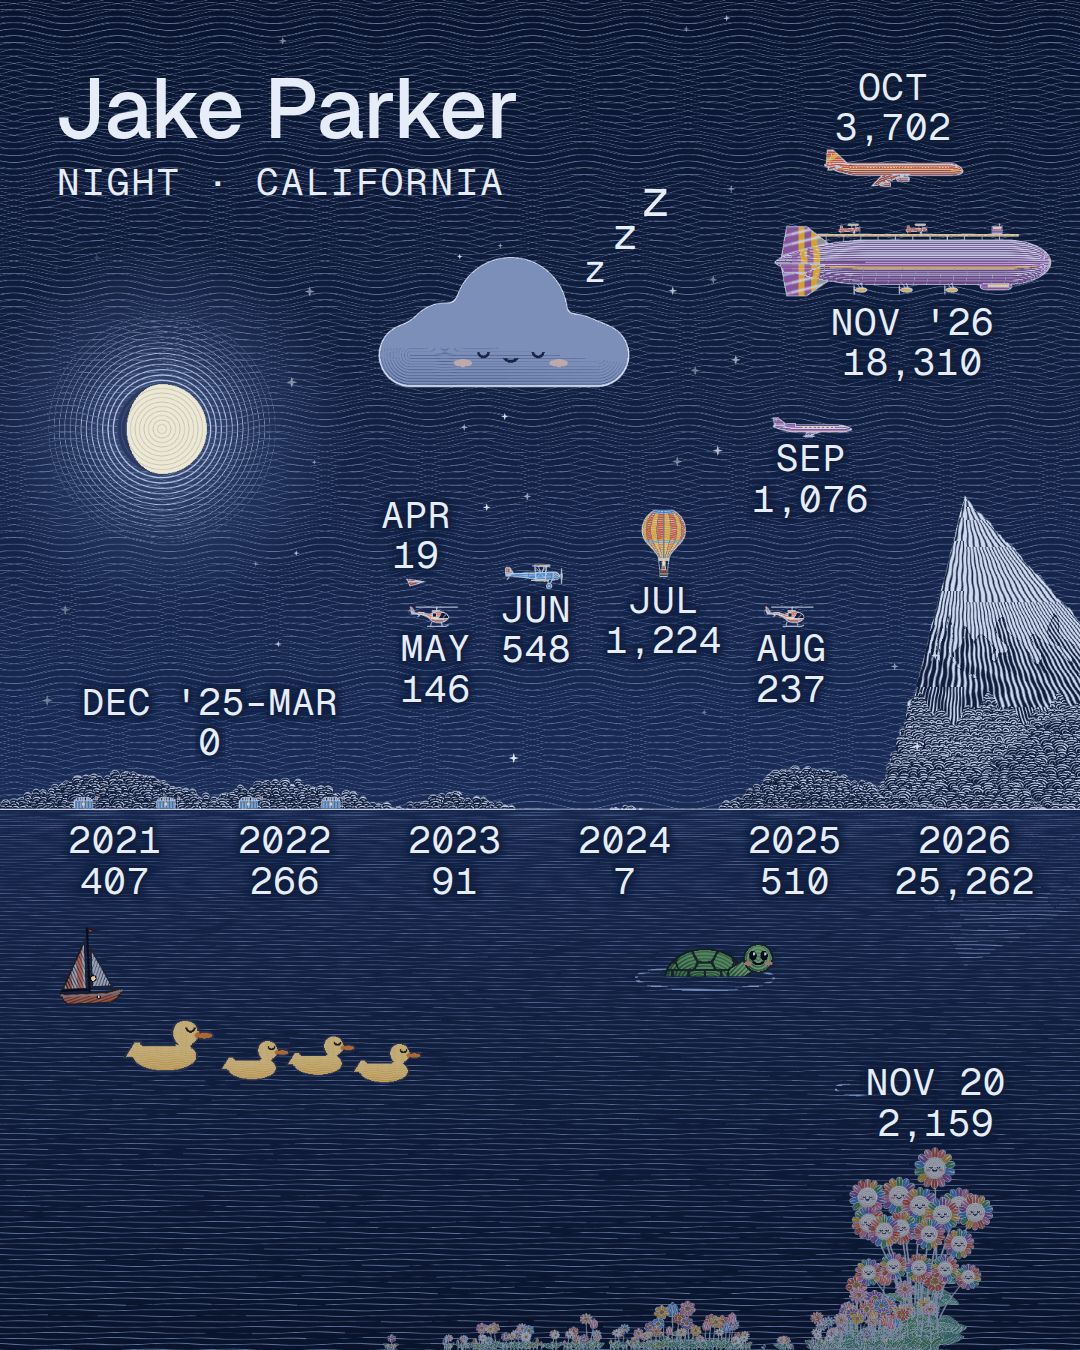 Jake Parker
NIGHT · CALIFORNIA
OCT
3,702
z
z
z
NOV '26
18,310
SEP
1,076
APR
19
JUN
548
JUL
1,224
MAY
146
AUG
237
DEC '25–MAR
0
2021 2022 2023 2024 2025 2026
407 266 91 7 510 25,262
NOV 20
2,159